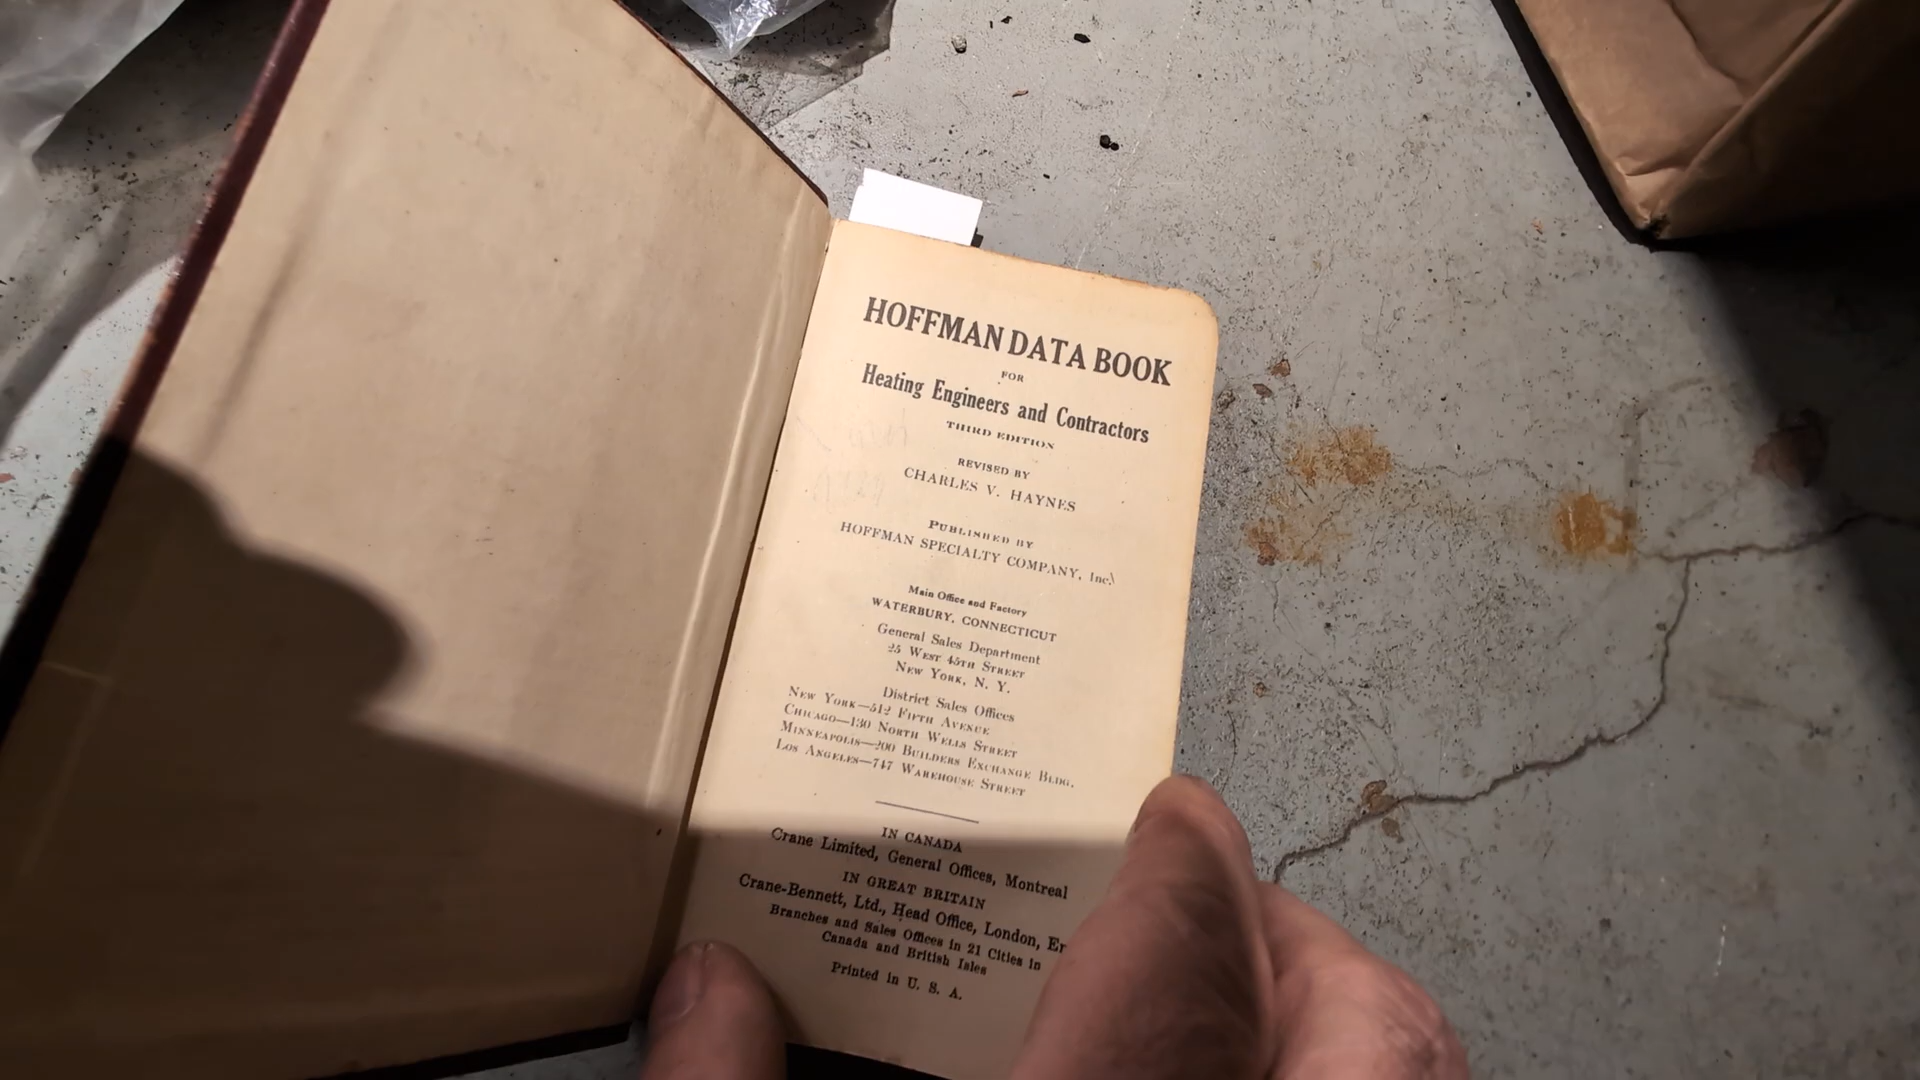 HOFFMAN DATA BOOK
FOR
Heating Engineers and Contractors
THIRD EDITION
REVISED BY
CHARLES V. HAYNES
PUBLISHED BY
HOFFMAN SPECIALTY COMPANY, Inc.
Main Office and Factory
WATERBURY, CONNECTICUT
General Sales Department
25 WEST 45TH STREET
NEW YORK, N. Y.
District Sales Offices
NEW YORK—512 FIFTH AVENUE
CHICAGO—130 NORTH WELLS STREET
MINNEAPOLIS—200 BUILDERS EXCHANGE BLDG.
LOS ANGELES—747 WAREHOUSE STREET
IN CANADA
Crane Limited, General Offices, Montreal
IN GREAT BRITAIN
Crane-Bennett, Ltd., Head Office, London,
Branches and Sales Offices in 21 Cities in
Canada and British Isles
Printed in U. S. A.